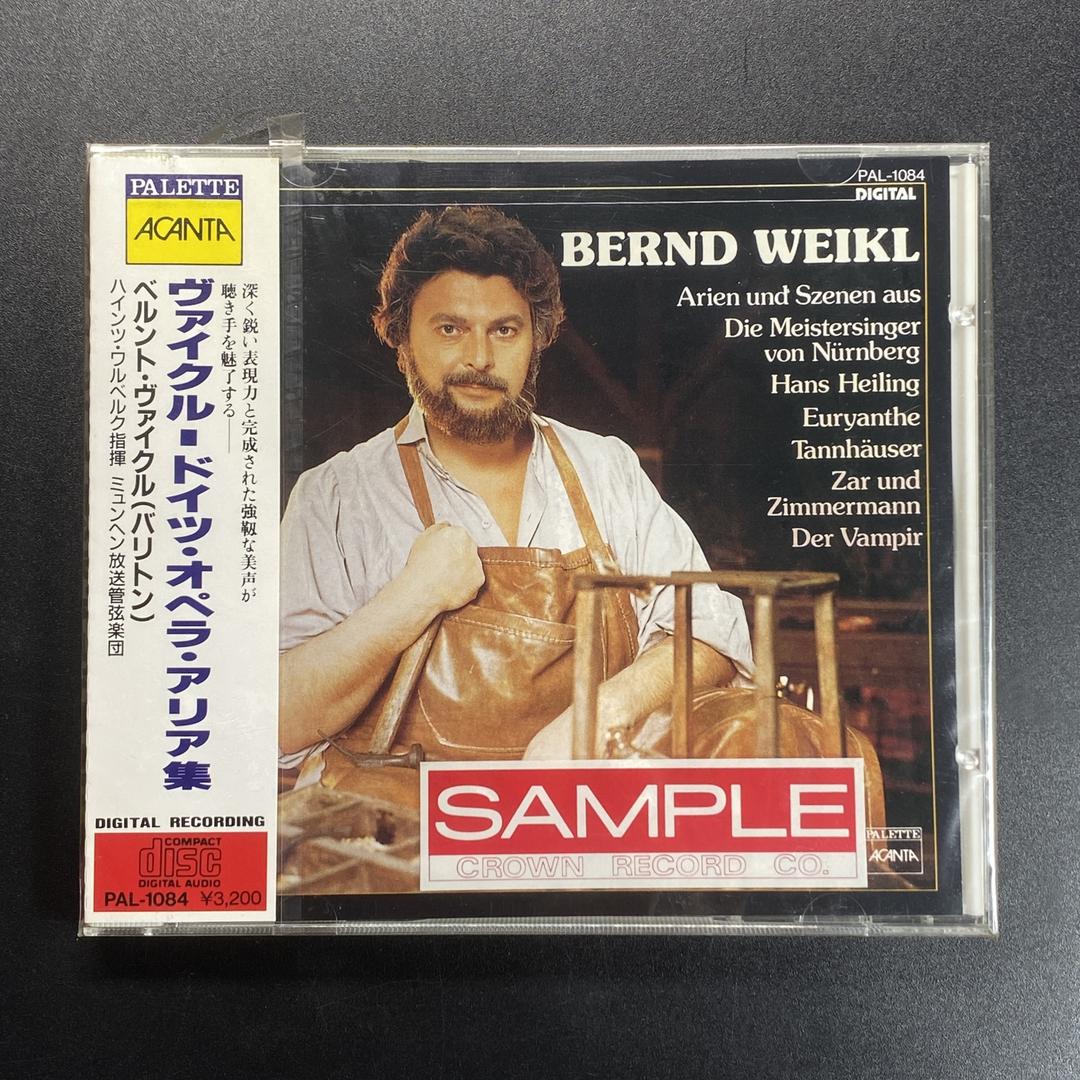 PALETTE
ACANTA
深く鋭い表現力と完成された強靱な美声が
聴き手を魅了する——
ヴァイクル■ドイツ・オペラ・アリア集
ベルント・ヴァイクル(バリトン)
ハインツ・ワルベルク指揮 ミュンヘン放送管弦楽団
DIGITAL RECORDING
COMPACT
disc
DIGITAL AUDIO
PAL-1084 ¥3,200
PAL-1084
DIGITAL
BERND WEIKL
Arien und Szenen aus
Die Meistersinger
von Nürnberg
Hans Heiling
Euryanthe
Tannhäuser
Zar und
Zimmermann
Der Vampir
SAMPLE
CROWN RECORD CO.
PALETTE
ACANTA